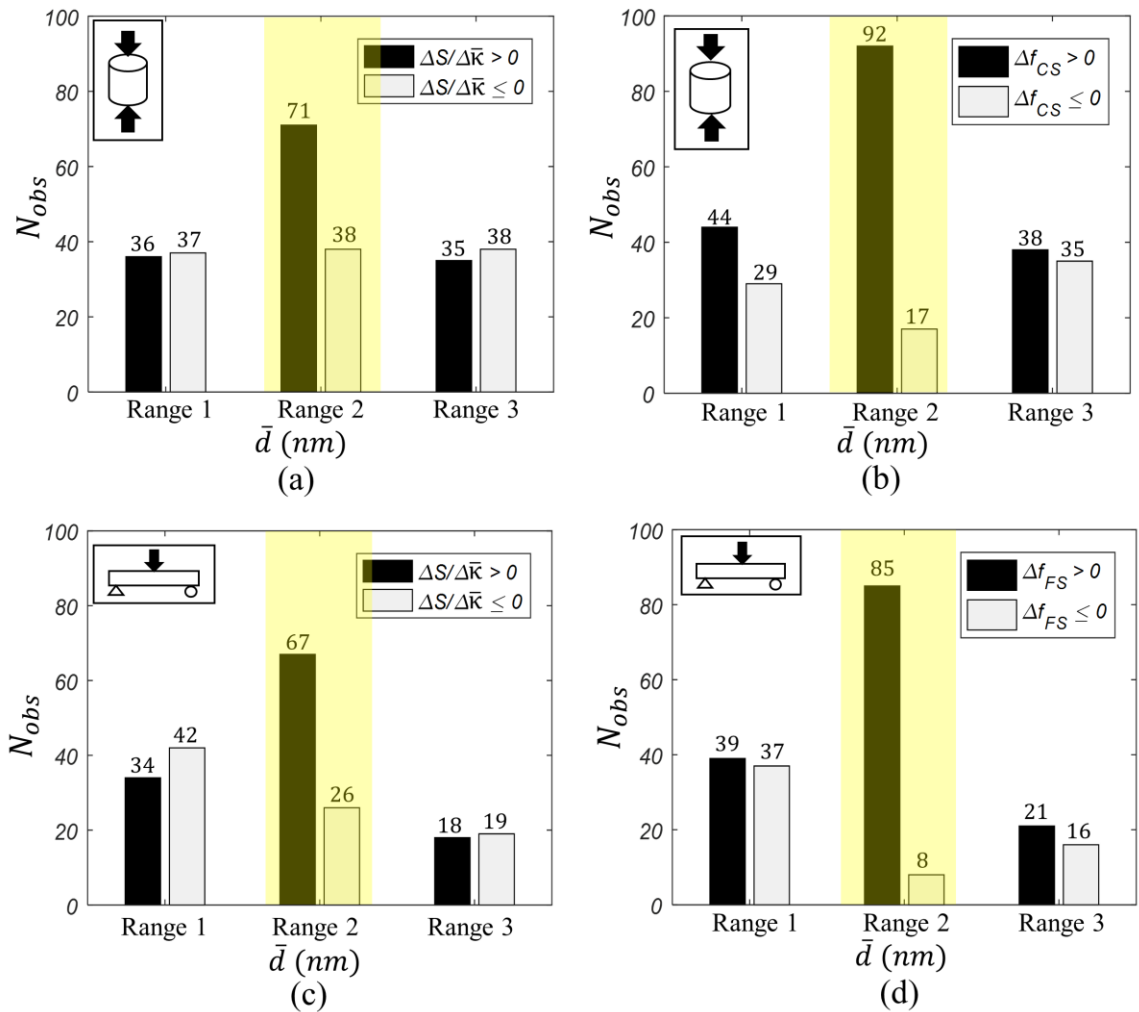 100
80
60
40
20
0
N_obs
ΔS/Δκ̄ > 0
ΔS/Δκ̄ ≤ 0
36 37
71 38
35 38
Range 1 Range 2 Range 3
d̄ (nm)
(a)
100
80
60
40
20
0
N_obs
Δf_CS > 0
Δf_CS ≤ 0
44 29
92 17
38 35
Range 1 Range 2 Range 3
d̄ (nm)
(b)
100
80
60
40
20
0
N_obs
ΔS/Δκ̄ > 0
ΔS/Δκ̄ ≤ 0
34 42
67 26
18 19
Range 1 Range 2 Range 3
d̄ (nm)
(c)
100
80
60
40
20
0
N_obs
Δf_FS > 0
Δf_FS ≤ 0
39 37
85 8
21 16
Range 1 Range 2 Range 3
d̄ (nm)
(d)